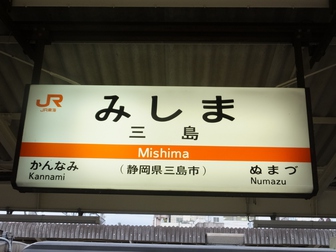 JR
JR東海
みしま
三島
Mishima
かんなみ
Kannami
(静岡県三島市)
ぬまづ
Numazu